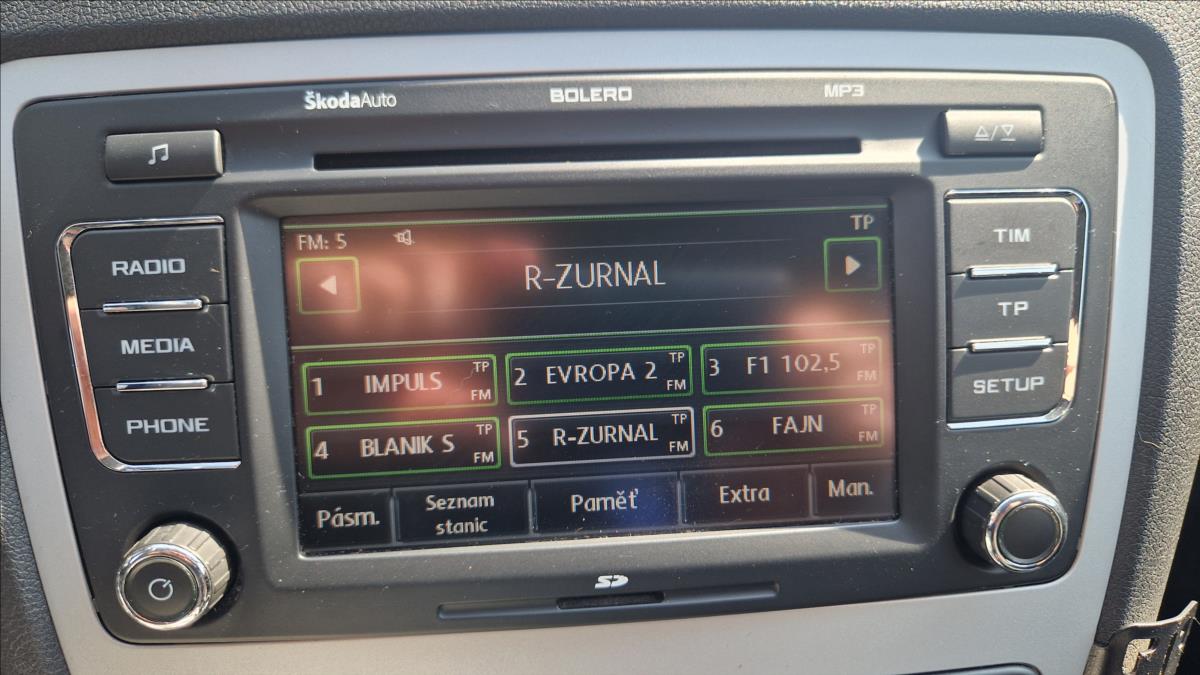 ŠkodaAuto BOLERO MP3
FM: 5 TP
R-ZURNAL
RADIO
MEDIA
PHONE
TIM
TP
SETUP
1 IMPULS TP FM
2 EVROPA 2 TP FM
3 F1 102,5 TP FM
4 BLANIK S TP FM
5 R-ZURNAL TP FM
6 FAJN TP FM
Pásm.
Seznam
stanic
Paměť
Extra
Man.
SD